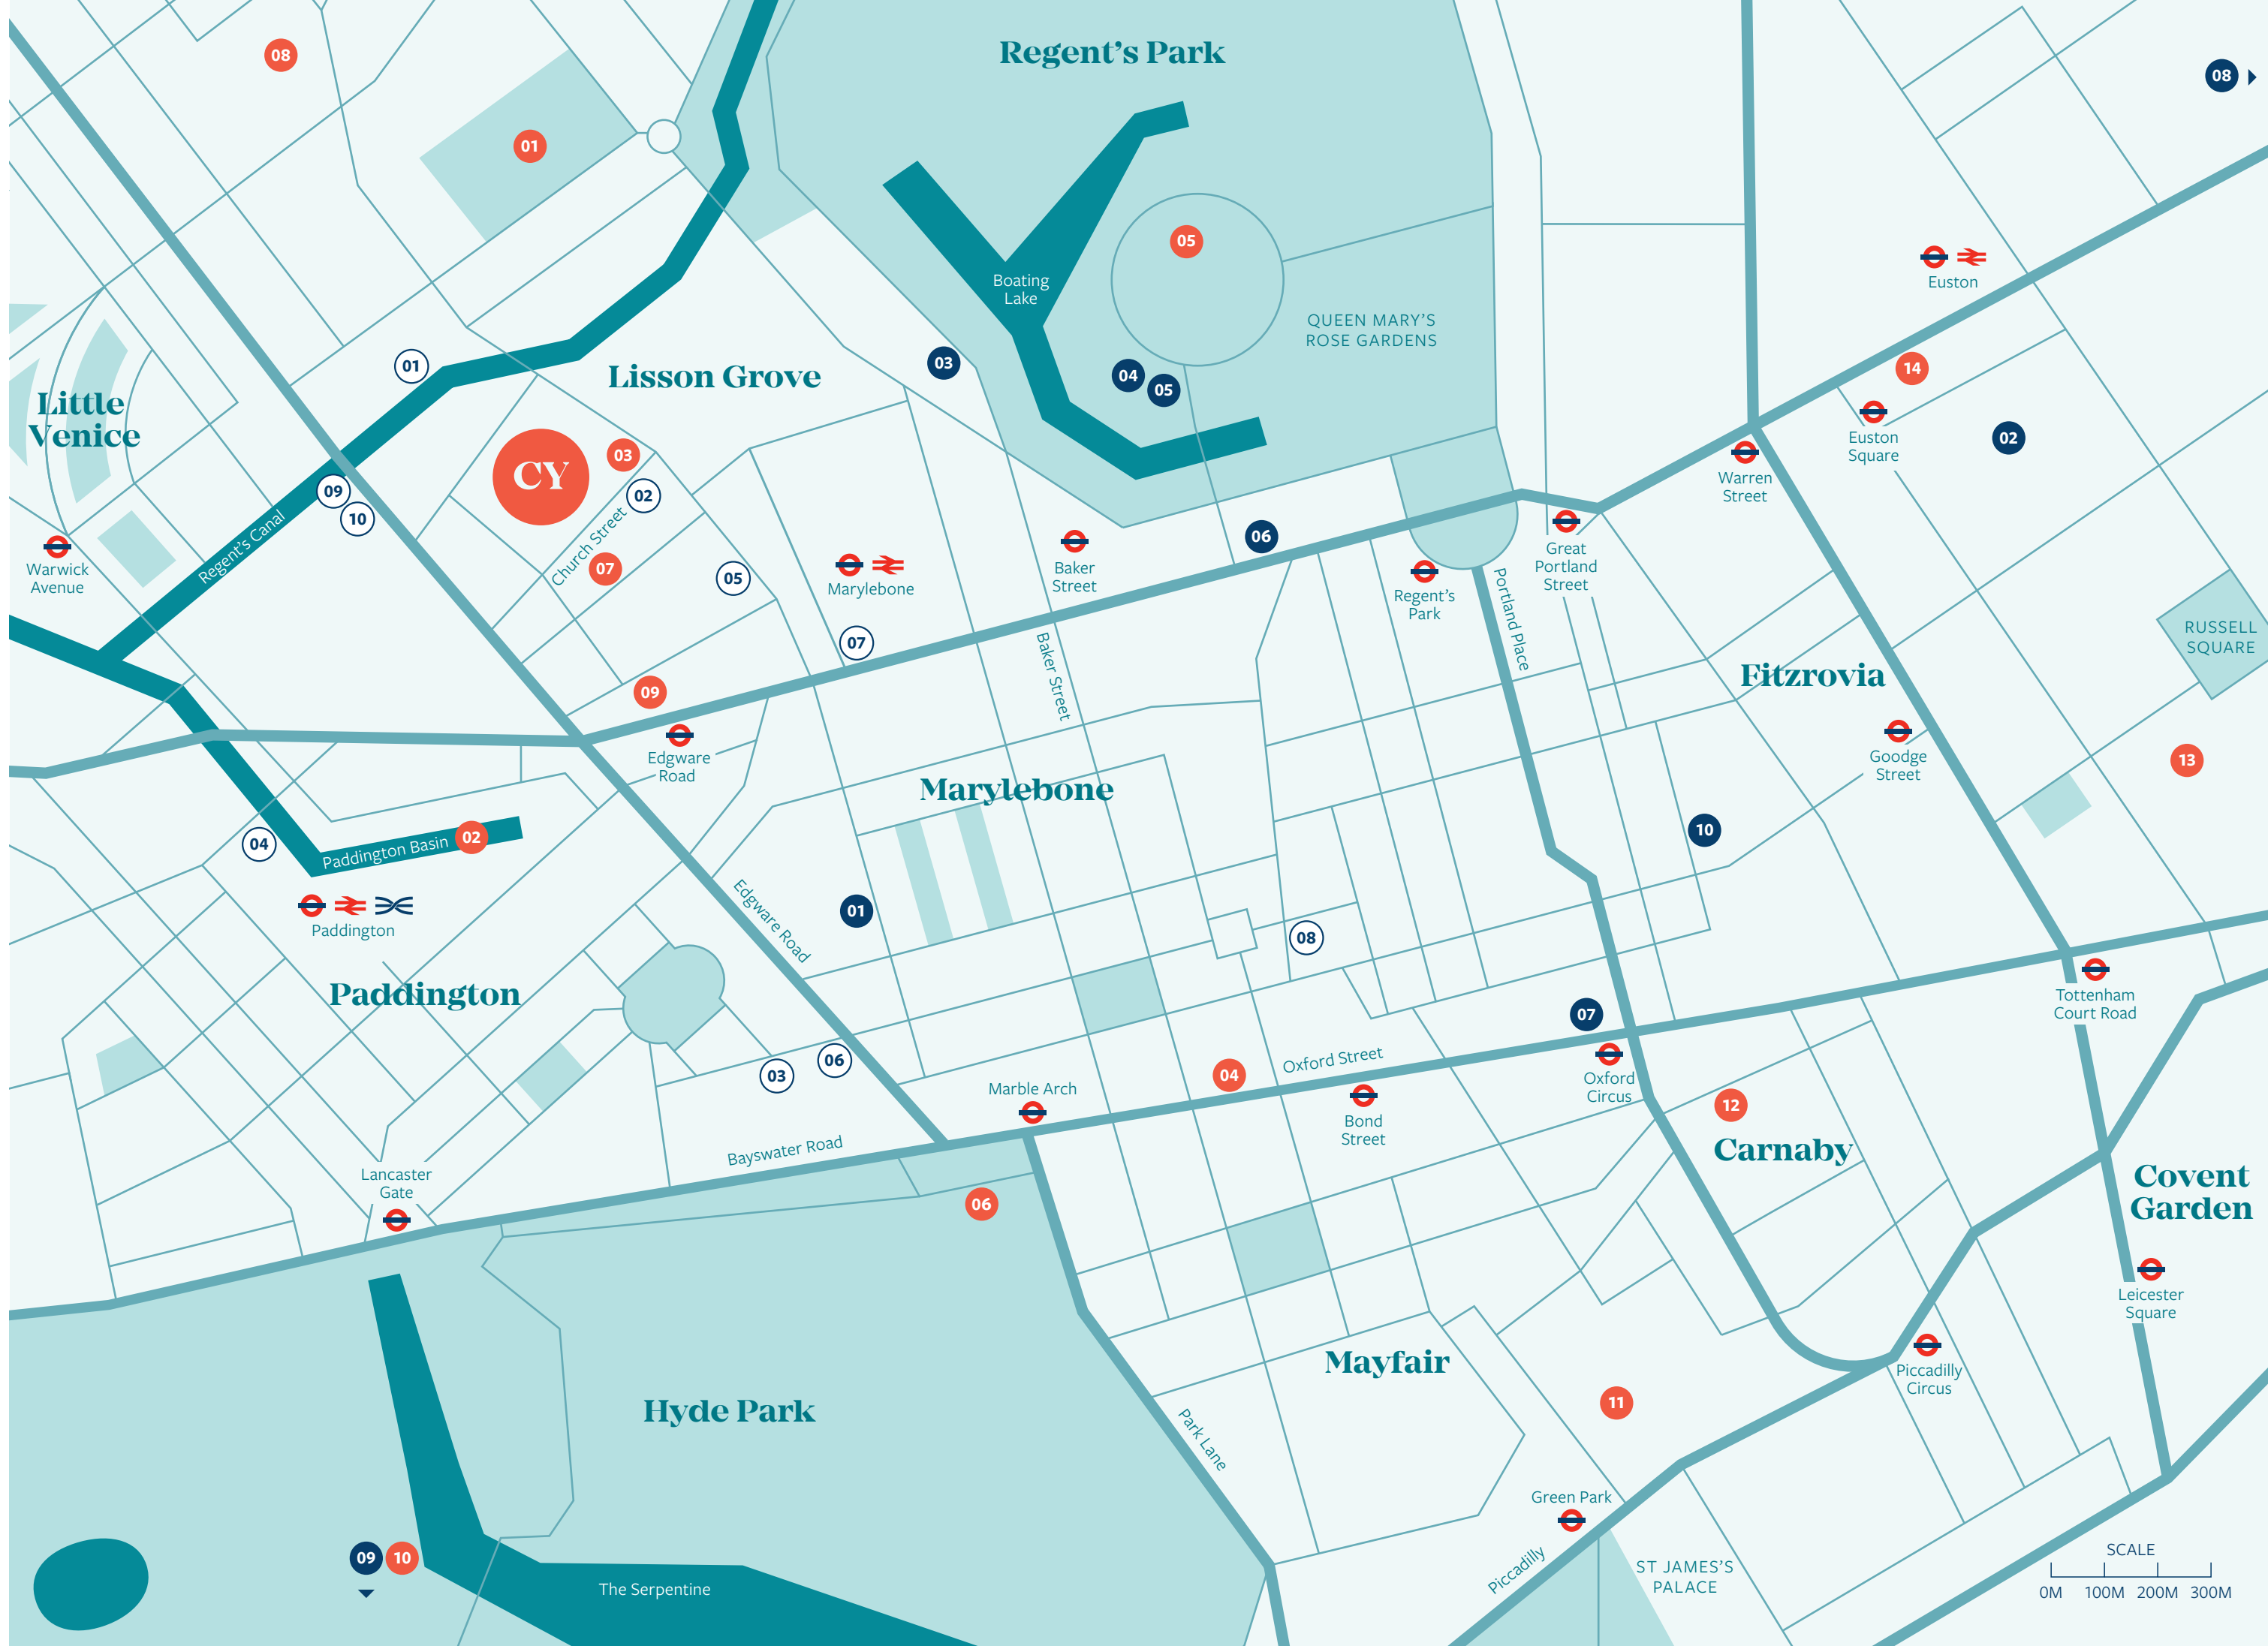 Regent's Park
08
08
01
05
Euston
Boating
Lake
QUEEN MARY'S
ROSE GARDENS
01
03
04
05
14
Lisson Grove
Little
Venice
Euston
Square
02
CY
03
02
Warren
Street
09
10
Regent's Canal
Church Street
07
05
Warwick
Avenue
Marylebone
Baker
Street
06
Regent's
Park
Great
Portland
Street
Portland Place
07
RUSSELL
SQUARE
Fitzrovia
09
Baker Street
Edgware
Road
Goodge
Street
13
Marylebone
04
Paddington Basin
02
10
Edgware Road
01
Paddington
08
Paddington
Tottenham
Court Road
07
03
06
Marble Arch
04
Oxford Street
Bond
Street
Oxford
Circus
12
Carnaby
Bayswater Road
Lancaster
Gate
06
Covent
Garden
Leicester
Square
Mayfair
Piccadilly
Circus
Hyde Park
Park Lane
11
Green Park
09
10
The Serpentine
Piccadilly
ST JAMES'S
PALACE
SCALE
0M 100M 200M 300M